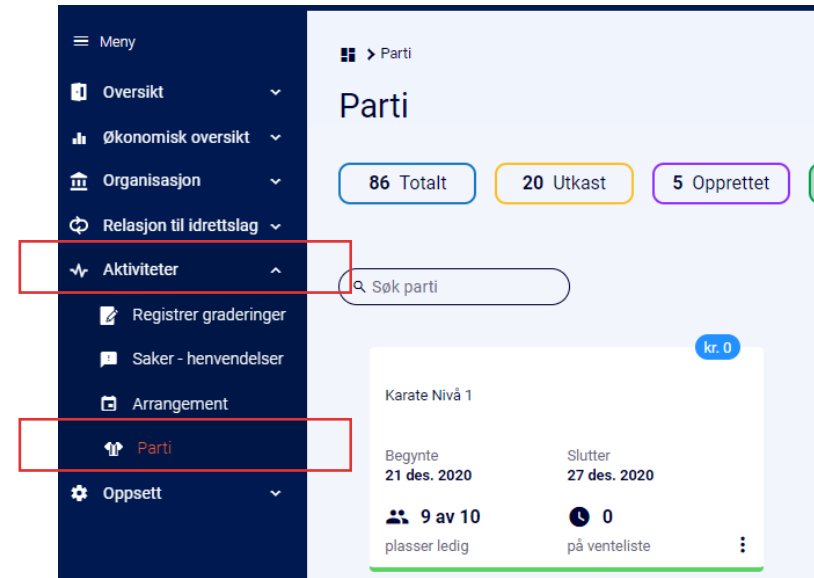 Meny
Oversikt
Økonomisk oversikt
Organisasjon
Relasjon til idrettslag
Aktiviteter
Registrer graderinger
Saker - henvendelser
Arrangement
Parti
Oppsett
> Parti
Parti
86 Totalt
20 Utkast
5 Opprettet
Søk parti
kr. 0
Karate Nivå 1
Begynte
21 des. 2020
Slutter
27 des. 2020
9 av 10
plasser ledig
0
på venteliste